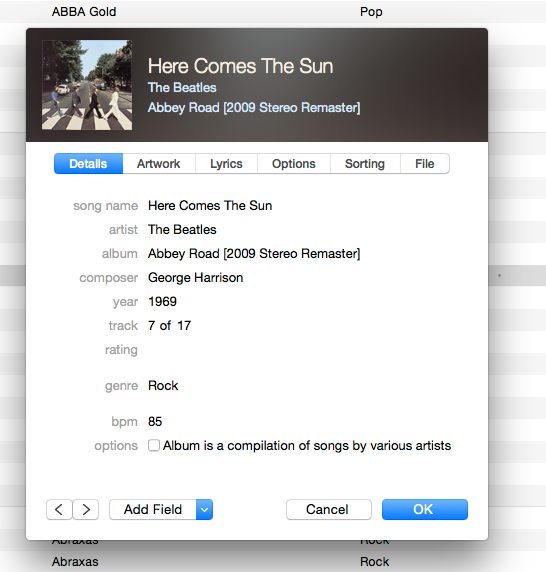 ABBA Gold Pop
Here Comes The Sun
The Beatles
Abbey Road [2009 Stereo Remaster]
Details Artwork Lyrics Options Sorting File
song name Here Comes The Sun
artist The Beatles
album Abbey Road [2009 Stereo Remaster]
composer George Harrison
year 1969
track 7 of 17
rating
genre Rock
bpm 85
options Album is a compilation of songs by various artists
< > Add Field Cancel OK
Abraxas Rock
Abraxas Rock